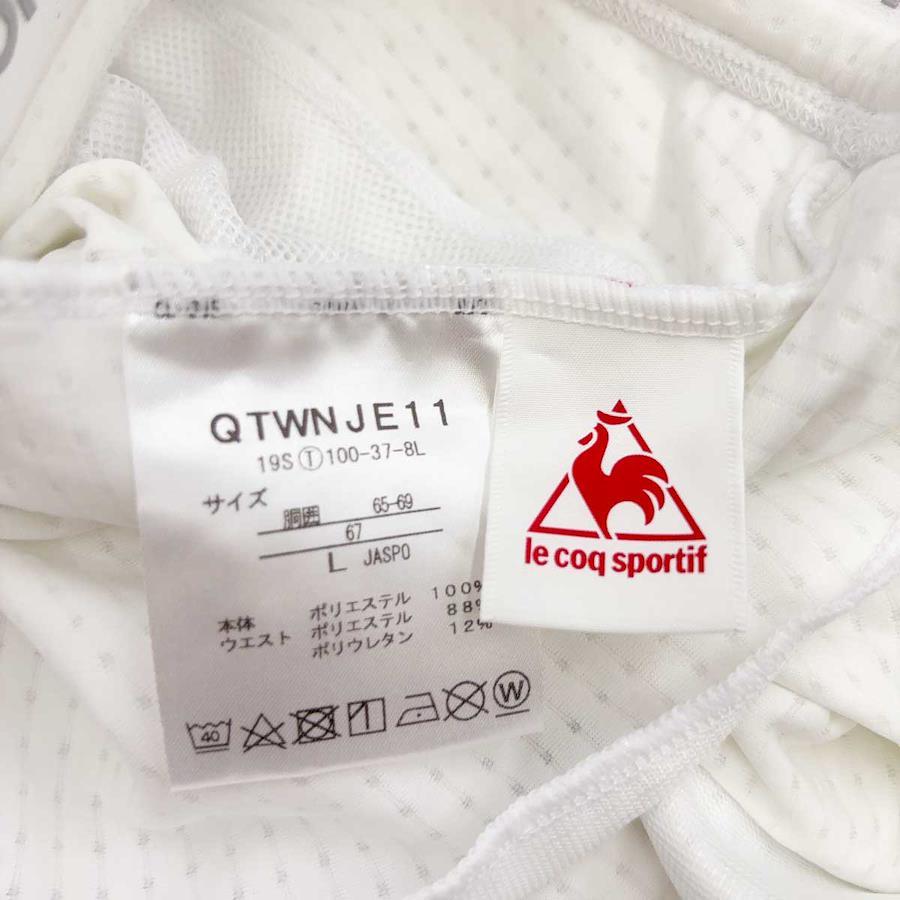 QTWNJE11
19S Ⓣ 100-37-8L
サイズ
胴囲 65-69
67
L JASPO
本体 ポリエステル 100%
ウエスト ポリエステル 88%
ポリウレタン 12%
40
W
le coq sportif